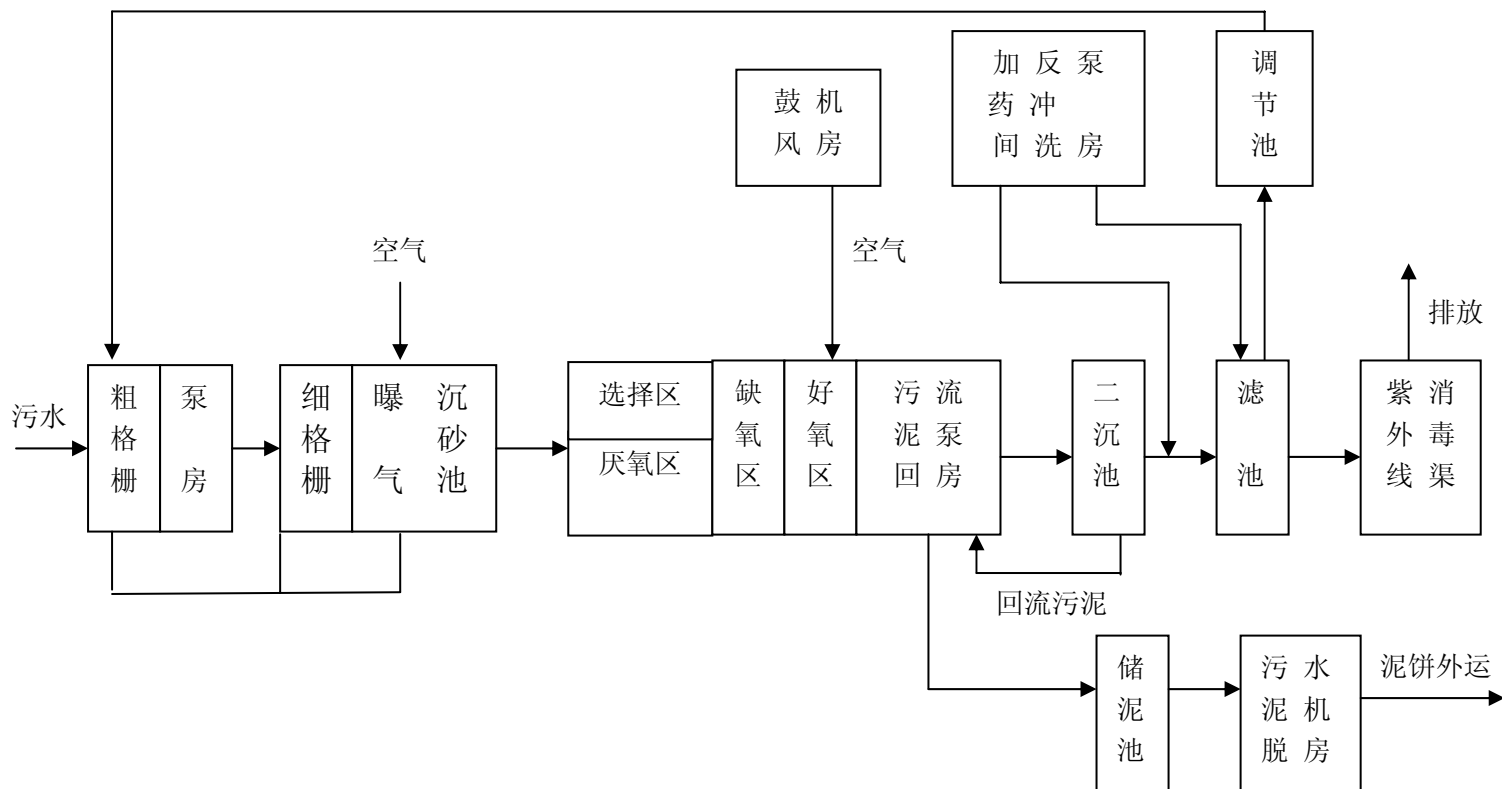 加药间
反冲洗
泵房
调节池
鼓风
机房
空气
空气
排放
污水
粗格栅
泵房
细格栅
曝气
沉砂池
选择区
厌氧区
缺氧区
好氧区
污泥回
流泵房
二沉池
滤池
紫外线
消毒渠
回流污泥
储泥池
污泥脱
水机房
泥饼外运